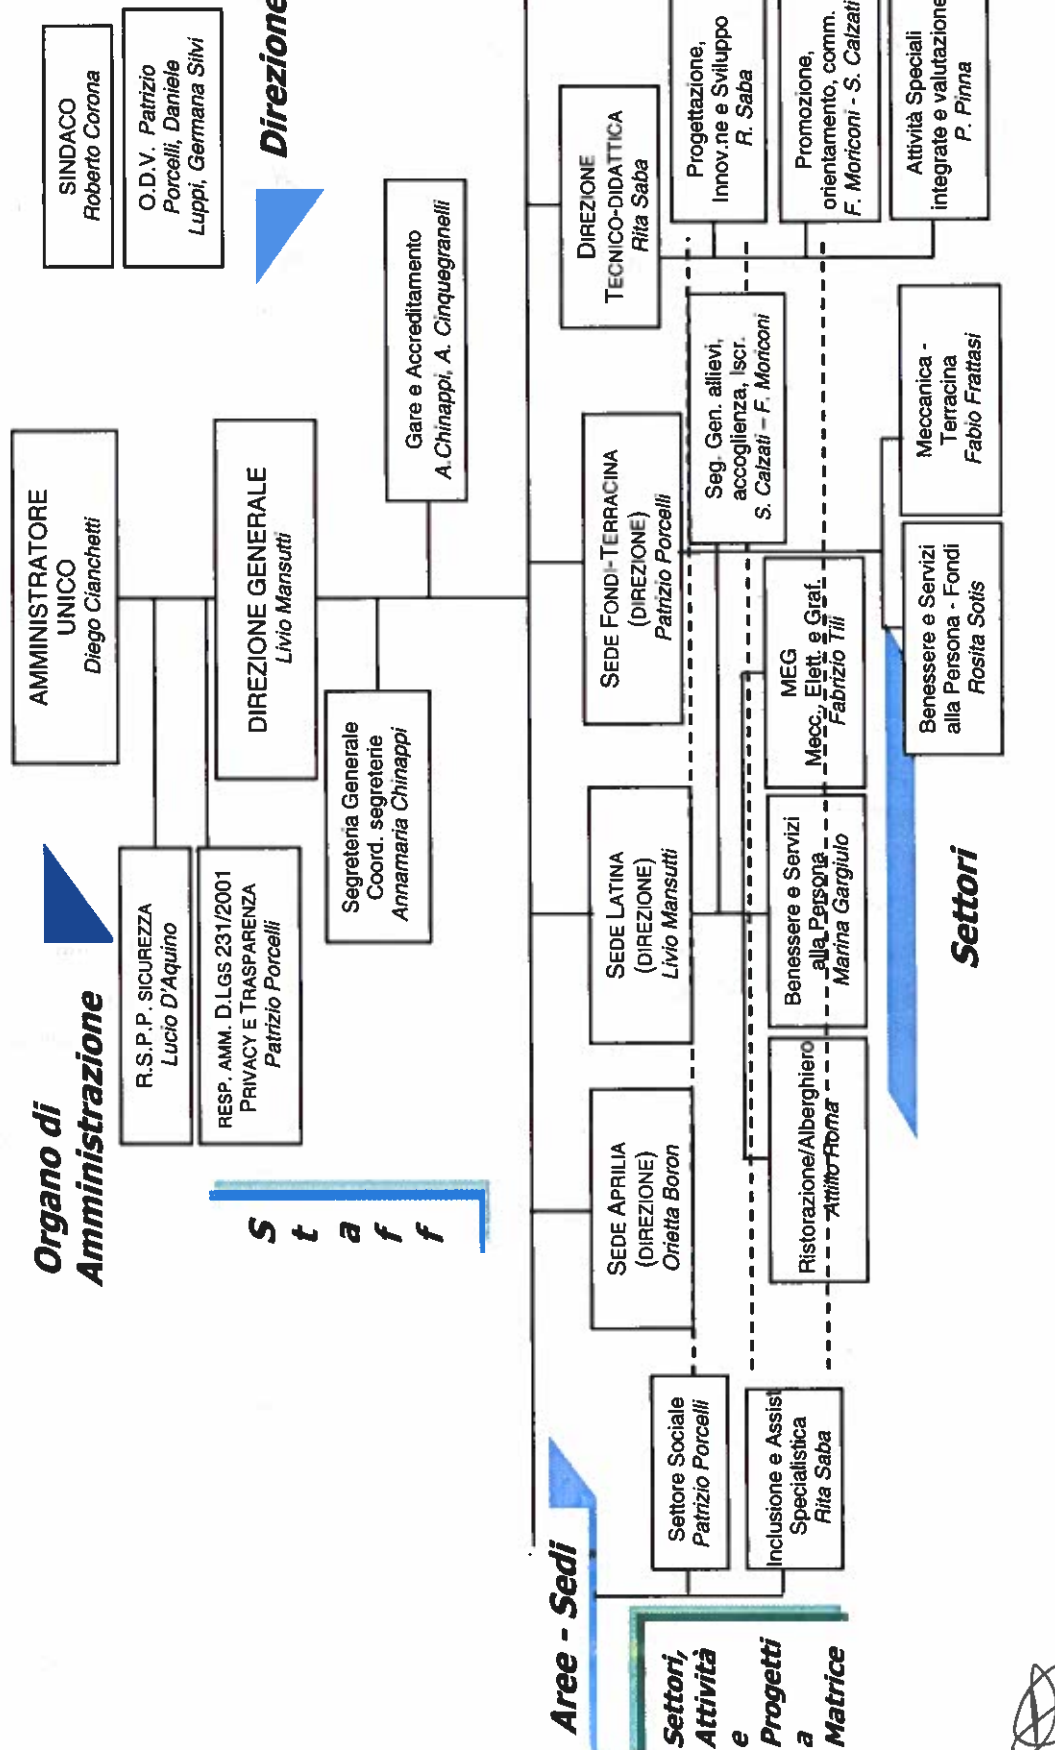 Organo di
Amministrazione
AMMINISTRATORE
UNICO
Diego Cianchetti
SINDACO
Roberto Corona
O.D.V. Patrizio
Porcelli, Daniele
Luppi, Germana Silvi
R.S.P.P. SICUREZZA
Lucio D'Aquino
RESP. AMM. D.LGS 231/2001
PRIVACY E TRASPARENZA
Patrizio Porcelli
DIREZIONE GENERALE
Livio Mansutti
Direzione
S
t
a
f
f
Segreteria Generale
Coord. segreterie
Annamaria Chinappi
Gare e Accreditamento
A.Chinappi, A. Cinquegranelli
Aree - Sedi
SEDE APRILIA
(DIREZIONE)
Orietta Boron
SEDE LATINA
(DIREZIONE)
Livio Mansutti
SEDE FONDI-TERRACINA
(DIREZIONE)
Patrizio Porcelli
DIREZIONE
TECNICO-DIDATTICA
Rita Saba
Settori,
Attività
e
Progetti
a
Matrice
Settore Sociale
Patrizio Porcelli
Inclusione e Assist
Specialistica
Rita Saba
Seg. Gen. allievi,
accoglienza, Iscr.
S. Calzati – F. Moriconi
Progettazione,
Innov.ne e Sviluppo
R. Saba
Promozione,
orientamento, comm.
F. Moriconi - S. Calzati
Attività Speciali
integrate e valutazione
P. Pinna
Ristorazione/Alberghiero
Attilio Roma
Benessere e Servizi
alla Persona
Marina Gargiulo
MEG
Mecc., Elett. e Graf.
Fabrizio Tili
Benessere e Servizi
alla Persona - Fondi
Rosita Sotis
Meccanica -
Terracina
Fabio Frattasi
Settori